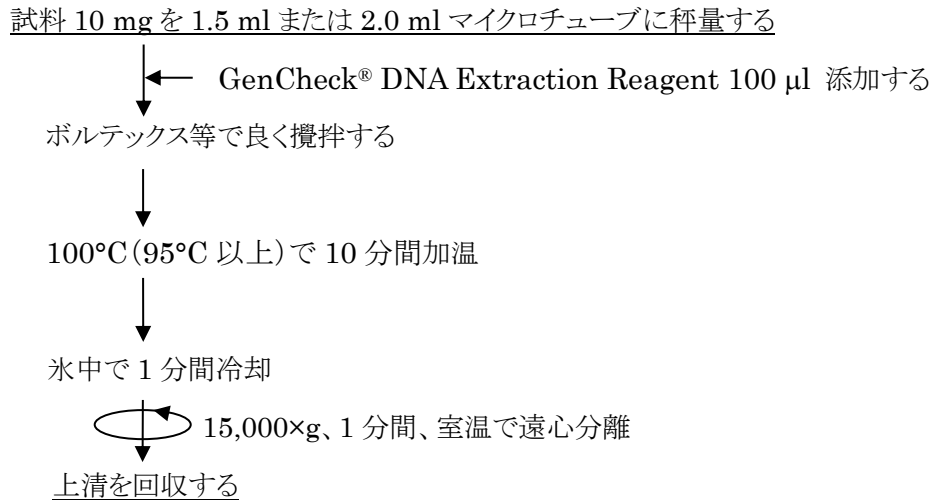 試料 10 mg を 1.5 ml または 2.0 ml マイクロチューブに秤量する
GenCheck® DNA Extraction Reagent 100 μl 添加する
ボルテックス等で良く攪拌する
100°C（95°C 以上）で 10 分間加温
氷中で 1 分間冷却
15,000×g、1 分間、室温で遠心分離
上清を回収する